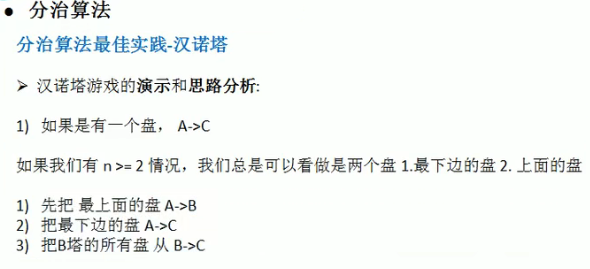 ● 分治算法
分治算法最佳实践-汉诺塔
➢ 汉诺塔游戏的演示和思路分析:
1) 如果是有一个盘， A->C
如果我们有 n >= 2 情况，我们总是可以看做是两个盘 1.最下边的盘 2. 上面的盘
1) 先把 最上面的盘 A->B
2) 把最下边的盘 A->C
3) 把B塔的所有盘 从 B->C